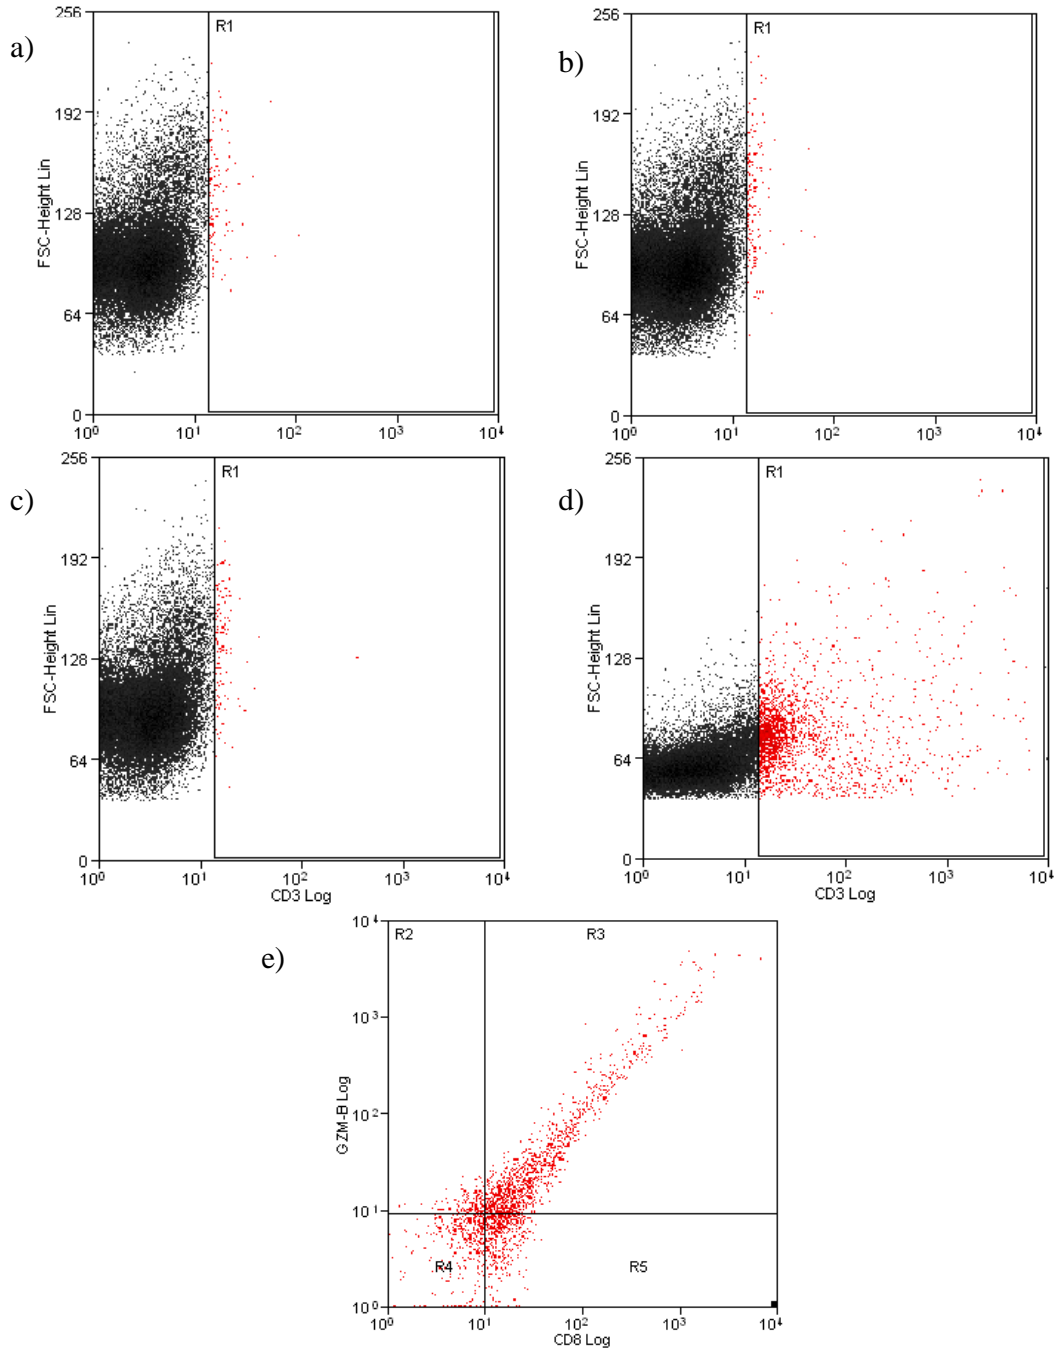 a)
256
192
128
64
0
FSC-Height Lin
R1
10⁰
10¹
10²
10³
10⁴
b)
256
192
128
64
0
FSC-Height Lin
R1
10⁰
10¹
10²
10³
10⁴
c)
256
192
128
64
0
FSC-Height Lin
R1
10⁰
10¹
10²
10³
10⁴
CD3 Log
d)
256
192
128
64
0
FSC-Height Lin
R1
10⁰
10¹
10²
10³
10⁴
CD3 Log
e)
10⁴
10³
10²
10¹
10⁰
GZM-B Log
R2
R3
R4
R5
10⁰
10¹
10²
10³
10⁴
CD8 Log